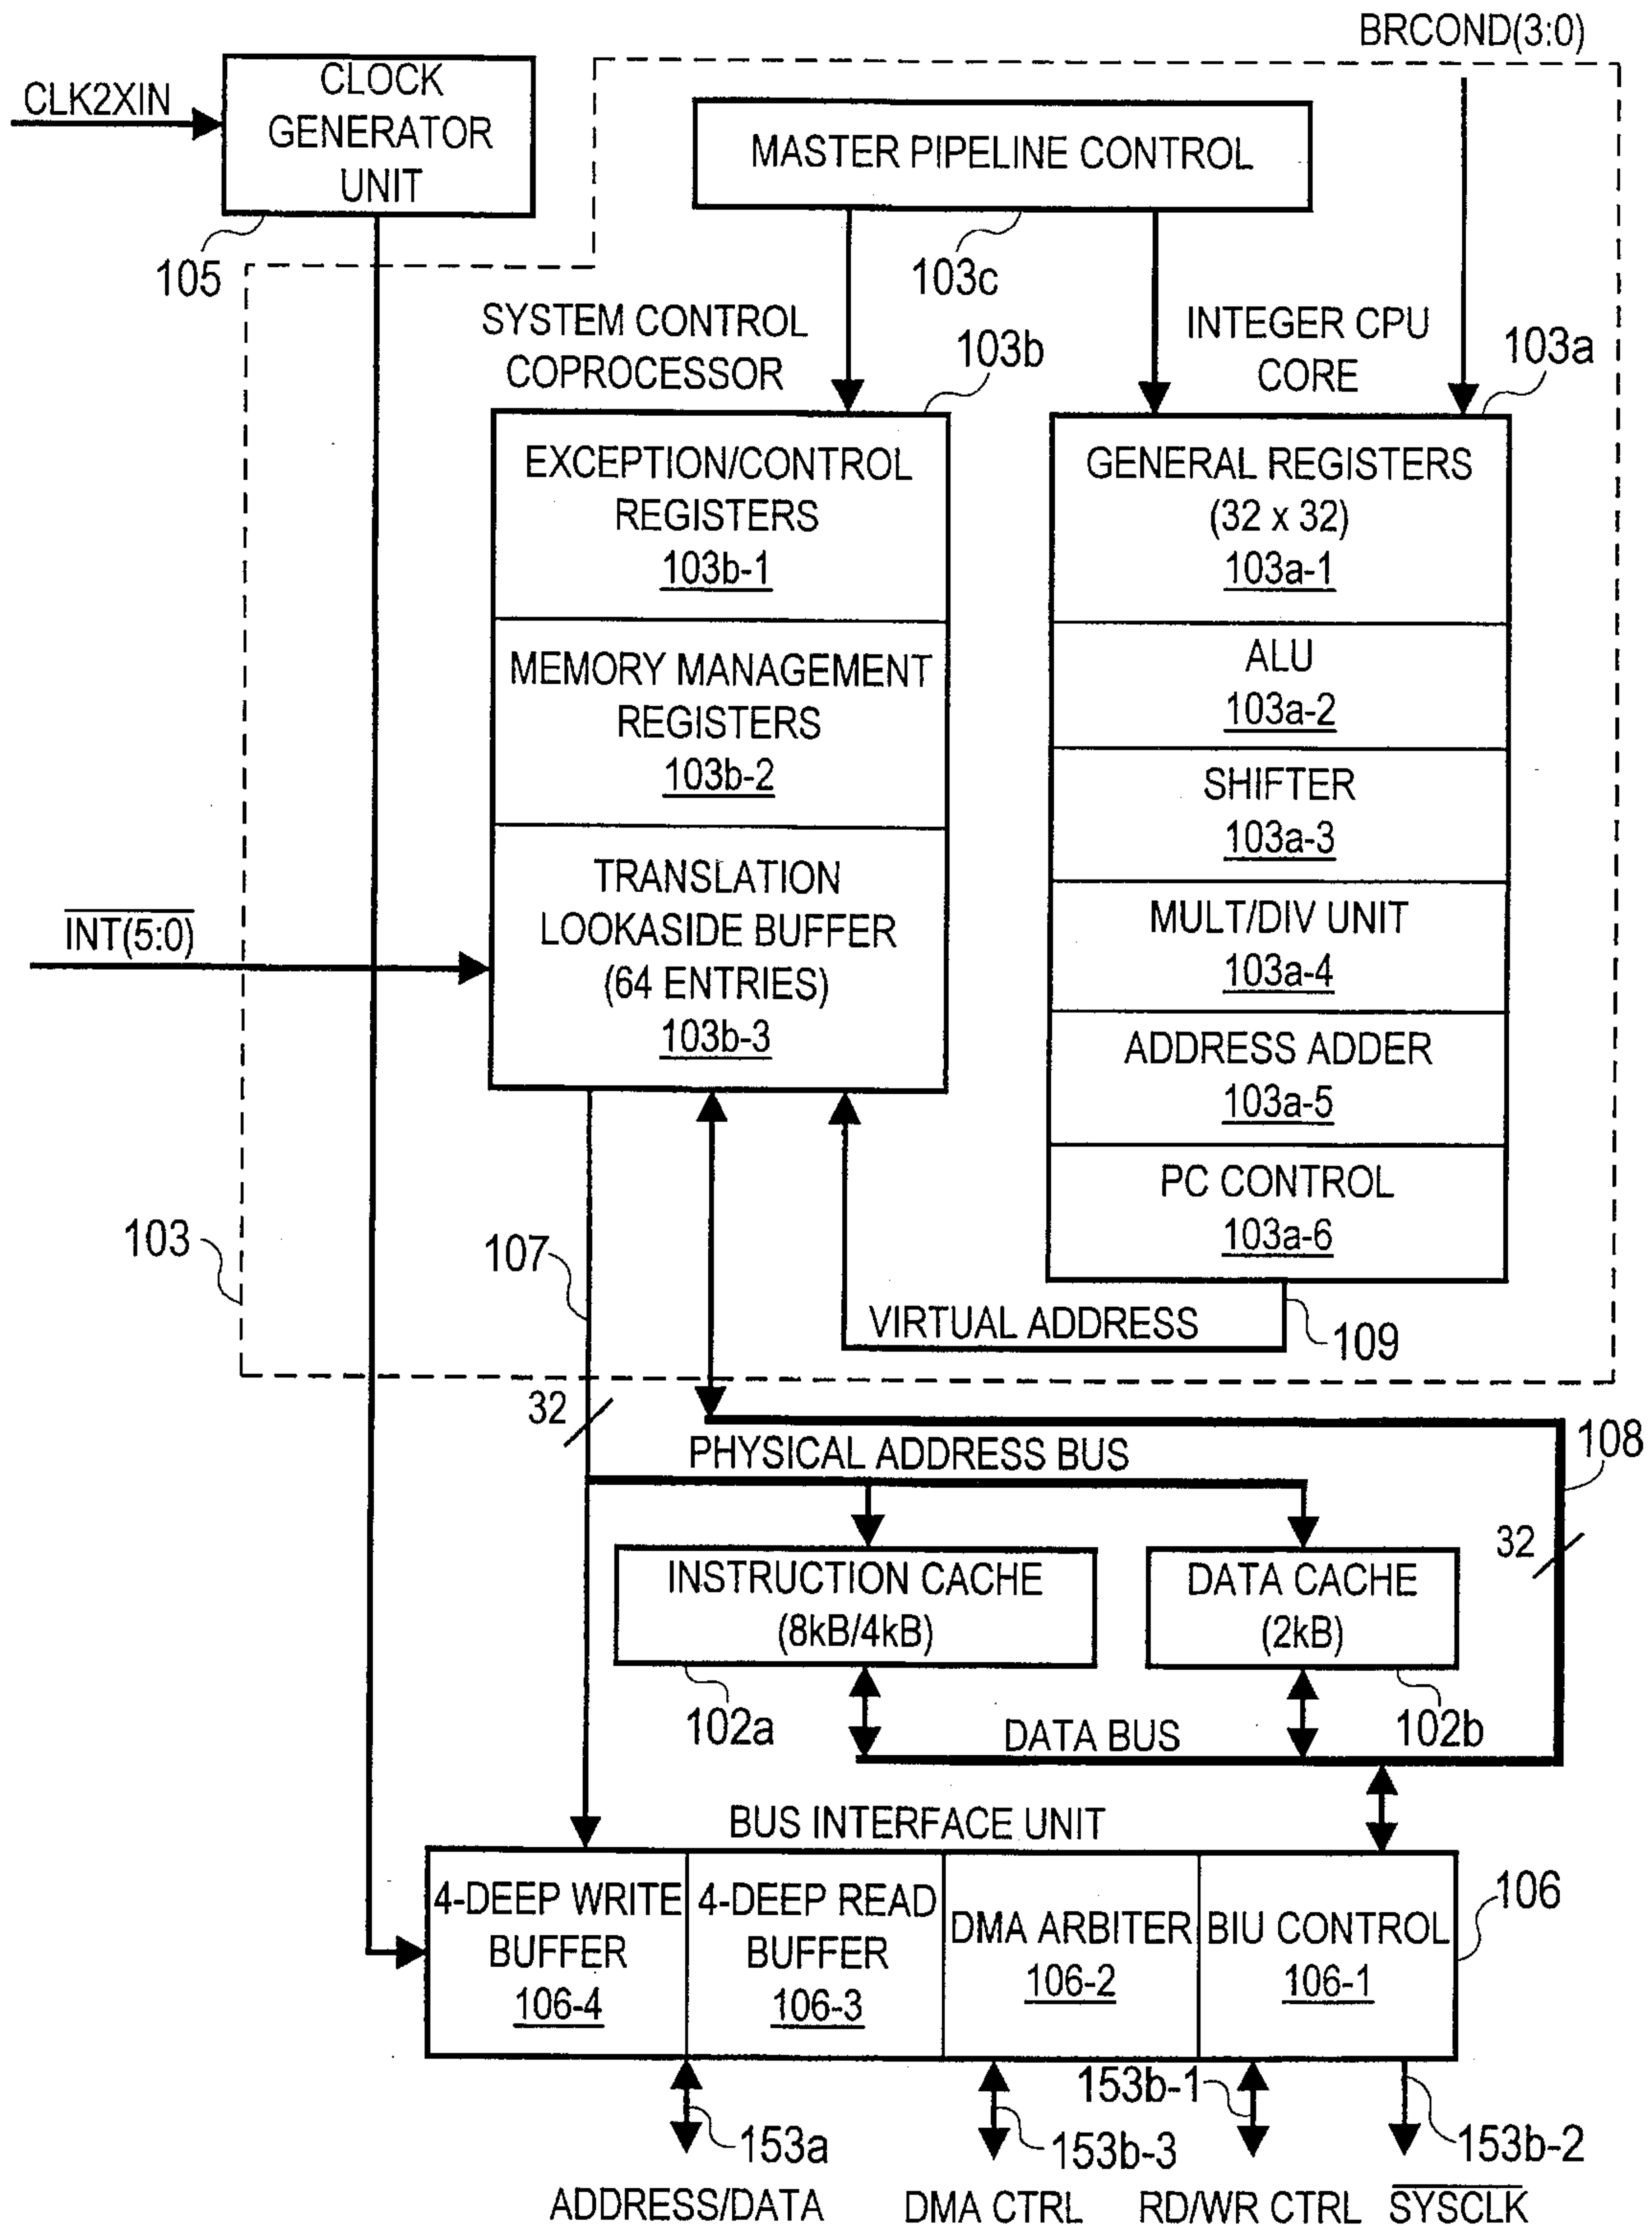 BRCOND(3:0)
CLK2XIN
CLOCK
GENERATOR
UNIT
105
MASTER PIPELINE CONTROL
103c
SYSTEM CONTROL
COPROCESSOR
103b
INTEGER CPU
CORE
103a
EXCEPTION/CONTROL
REGISTERS
103b-1
MEMORY MANAGEMENT
REGISTERS
103b-2
TRANSLATION
LOOKASIDE BUFFER
(64 ENTRIES)
103b-3
GENERAL REGISTERS
(32 x 32)
103a-1
ALU
103a-2
SHIFTER
103a-3
MULT/DIV UNIT
103a-4
ADDRESS ADDER
103a-5
PC CONTROL
103a-6
INT(5:0)
103
107
VIRTUAL ADDRESS
109
32
PHYSICAL ADDRESS BUS
108
32
INSTRUCTION CACHE
(8kB/4kB)
102a
DATA CACHE
(2kB)
102b
DATA BUS
BUS INTERFACE UNIT
4-DEEP WRITE
BUFFER
106-4
4-DEEP READ
BUFFER
106-3
DMA ARBITER
106-2
BIU CONTROL
106-1
106
153a
153b-3
153b-1
153b-2
ADDRESS/DATA
DMA CTRL
RD/WR CTRL
SYSCLK